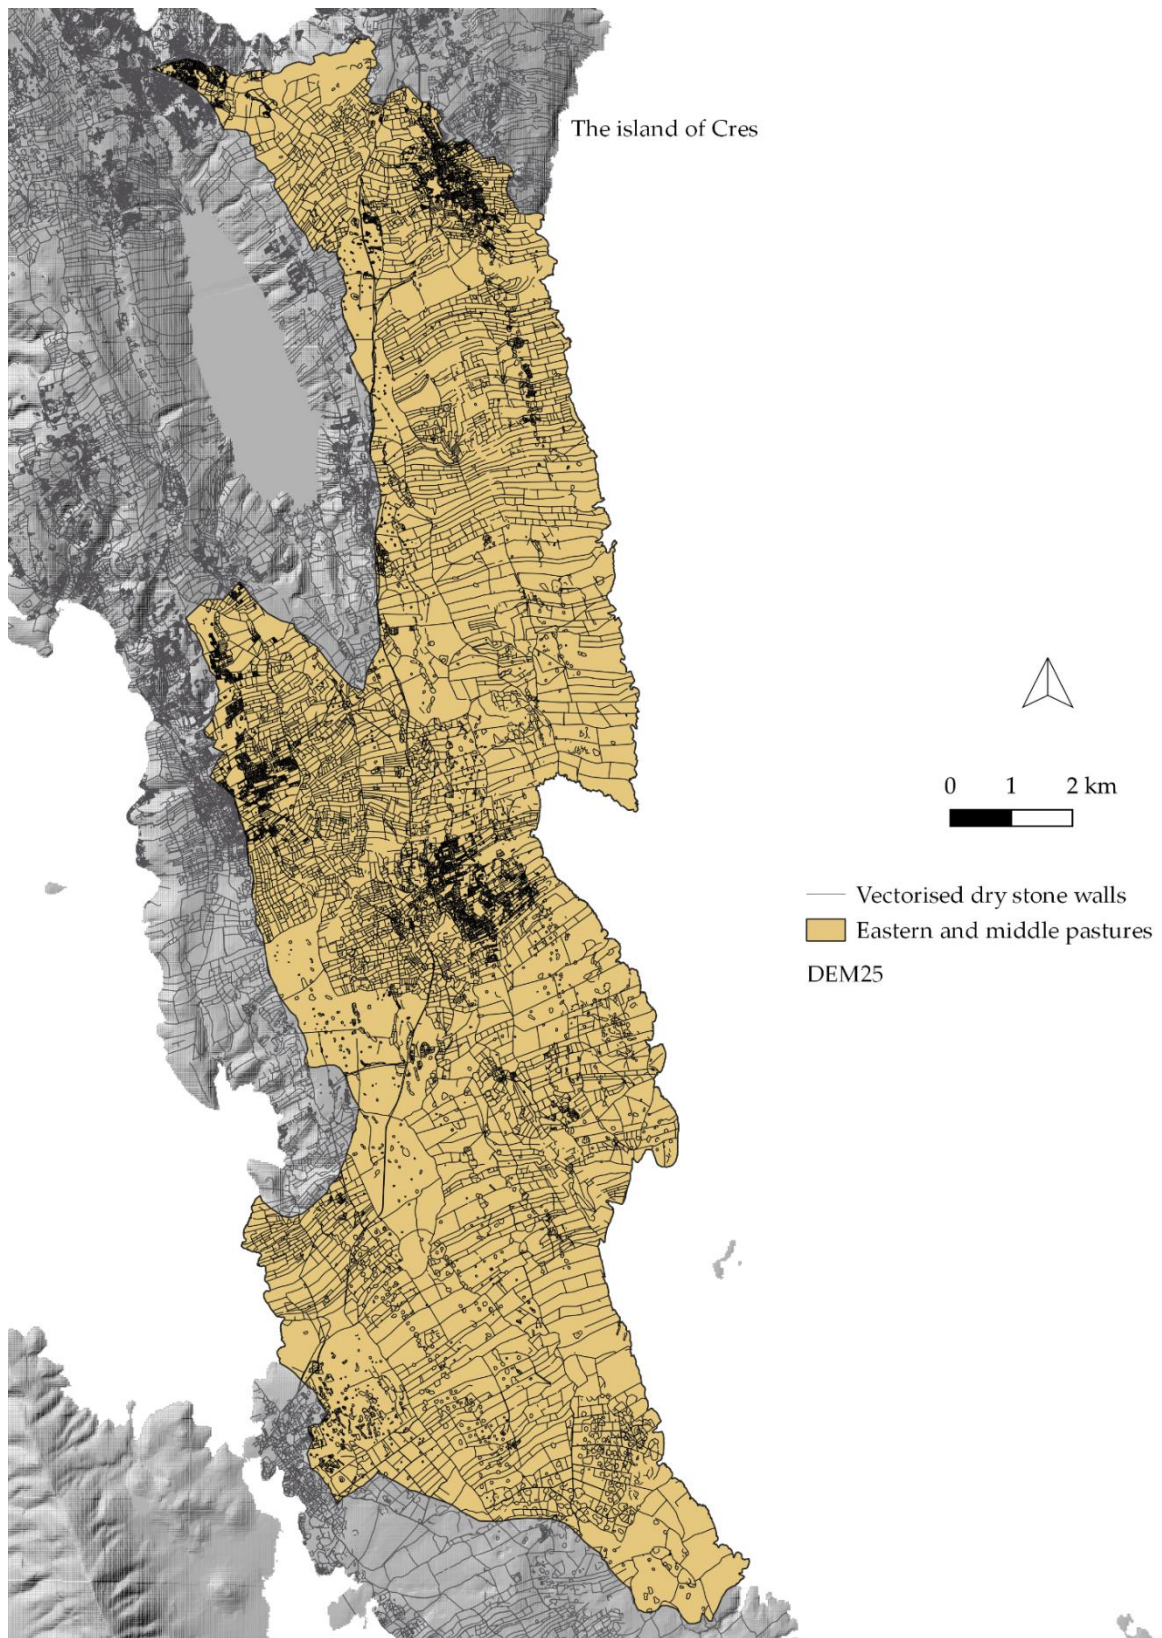 The island of Cres
0 1 2 km
Vectorised dry stone walls
Eastern and middle pastures
DEM25